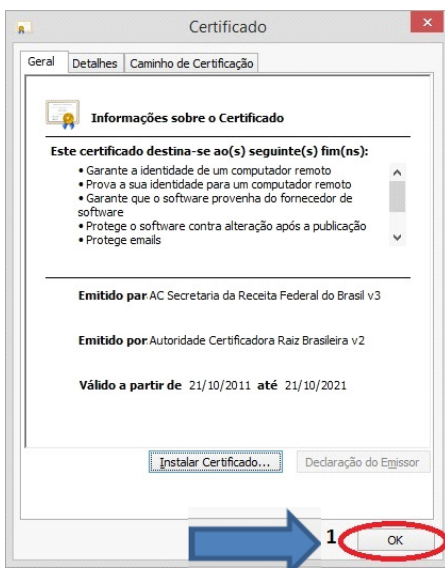 Certificado
Geral Detalhes Caminho de Certificação
Informações sobre o Certificado
Este certificado destina-se ao(s) seguinte(s) fim(ns):
• Garante a identidade de um computador remoto
• Prova a sua identidade para um computador remoto
• Garante que o software provenha do fornecedor de
software
• Protege o software contra alteração após a publicação
• Protege emails
Emitido par AC Secretaria da Receita Federal do Brasil v3
Emitido por Autoridade Certificadora Raiz Brasileira v2
Válido a partir de 21/10/2011 até 21/10/2021
Instalar Certificado... Declaração do Emissor
1 OK